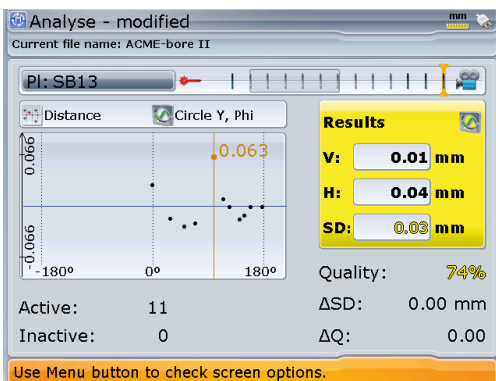 Analyse - modified
mm
Current file name: ACME-bore II
Pl: SB13
Distance
Circle Y, Phi
0.066
0.063
-0.066
-180º
0º
180º
Results
V: 0.01 mm
H: 0.04 mm
SD: 0.03 mm
Quality: 74%
Active: 11
ΔSD: 0.00 mm
Inactive: 0
ΔQ: 0.00
Use Menu button to check screen options.